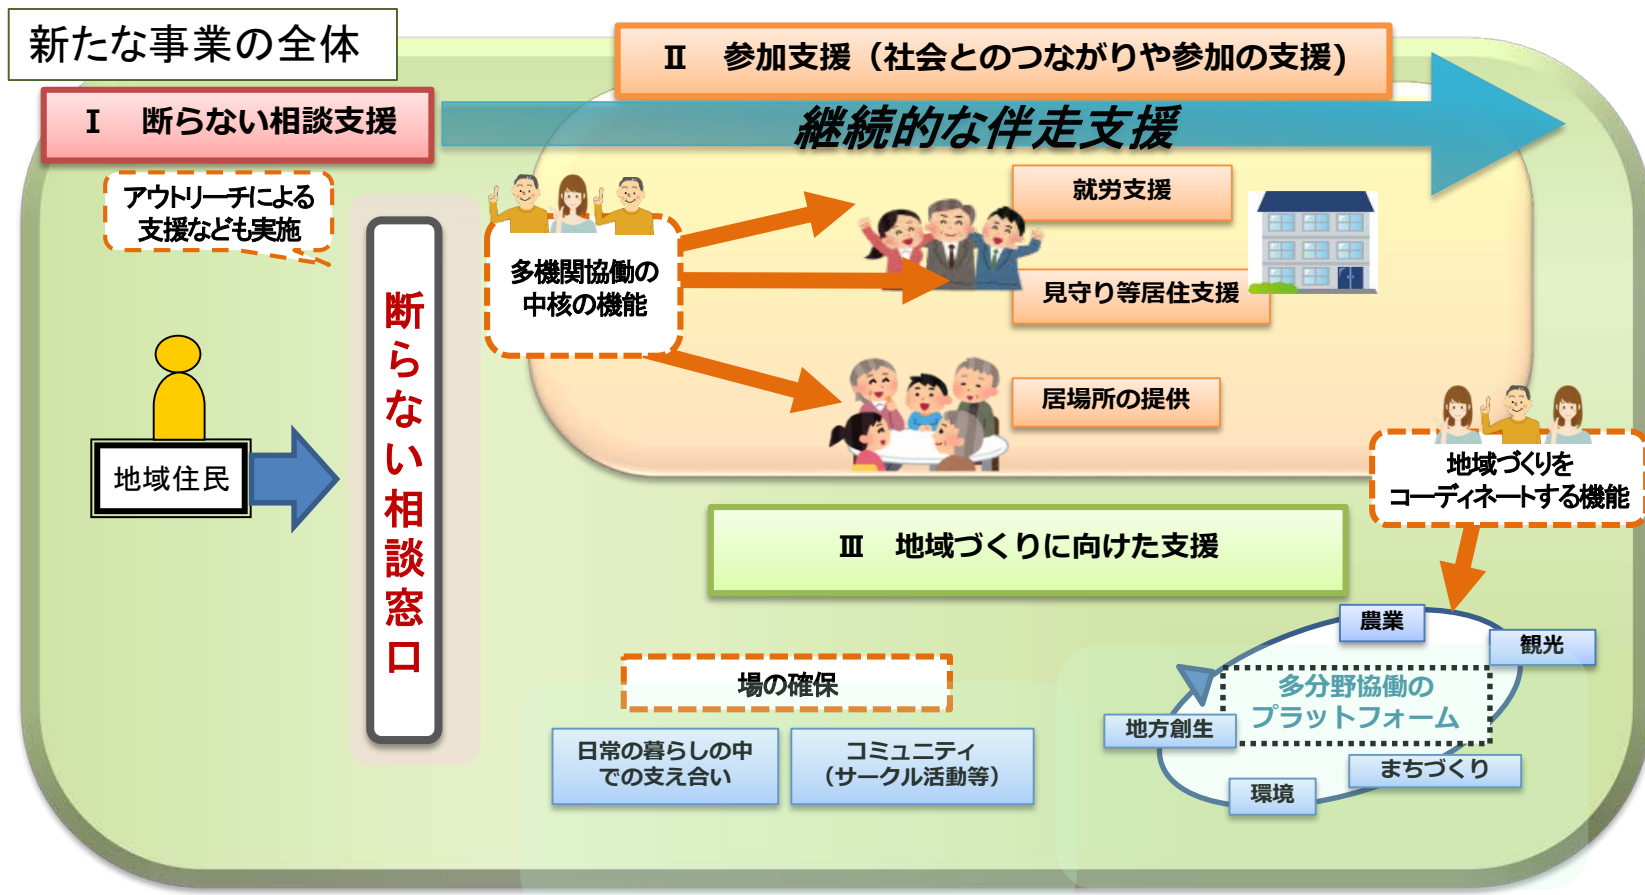 新たな事業の全体
Ⅰ 断らない相談支援
Ⅱ 参加支援（社会とのつながりや参加の支援)
継続的な伴走支援
アウトリーチによる
支援なども実施
地域住民
断らない相談窓口
多機関協働の
中核の機能
就労支援
見守り等居住支援
居場所の提供
地域づくりを
コーディネートする機能
Ⅲ 地域づくりに向けた支援
場の確保
日常の暮らしの中
での支え合い
コミュニティ
（サークル活動等）
農業
観光
多分野協働の
プラットフォーム
地方創生
まちづくり
環境